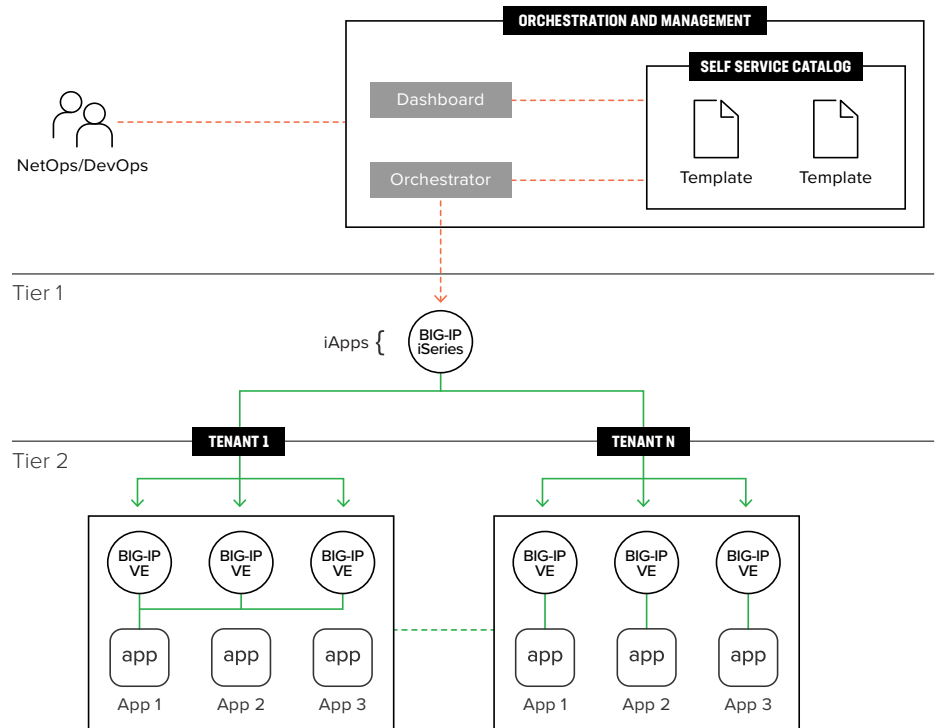 ORCHESTRATION AND MANAGEMENT
SELF SERVICE CATALOG
Dashboard
NetOps/DevOps
Orchestrator
Template
Template
Tier 1
iApps {
BIG-IP
iSeries
TENANT 1
TENANT N
Tier 2
BIG-IP
VE
BIG-IP
VE
BIG-IP
VE
BIG-IP
VE
BIG-IP
VE
BIG-IP
VE
app
app
app
app
app
app
App 1
App 2
App 3
App 1
App 2
App 3